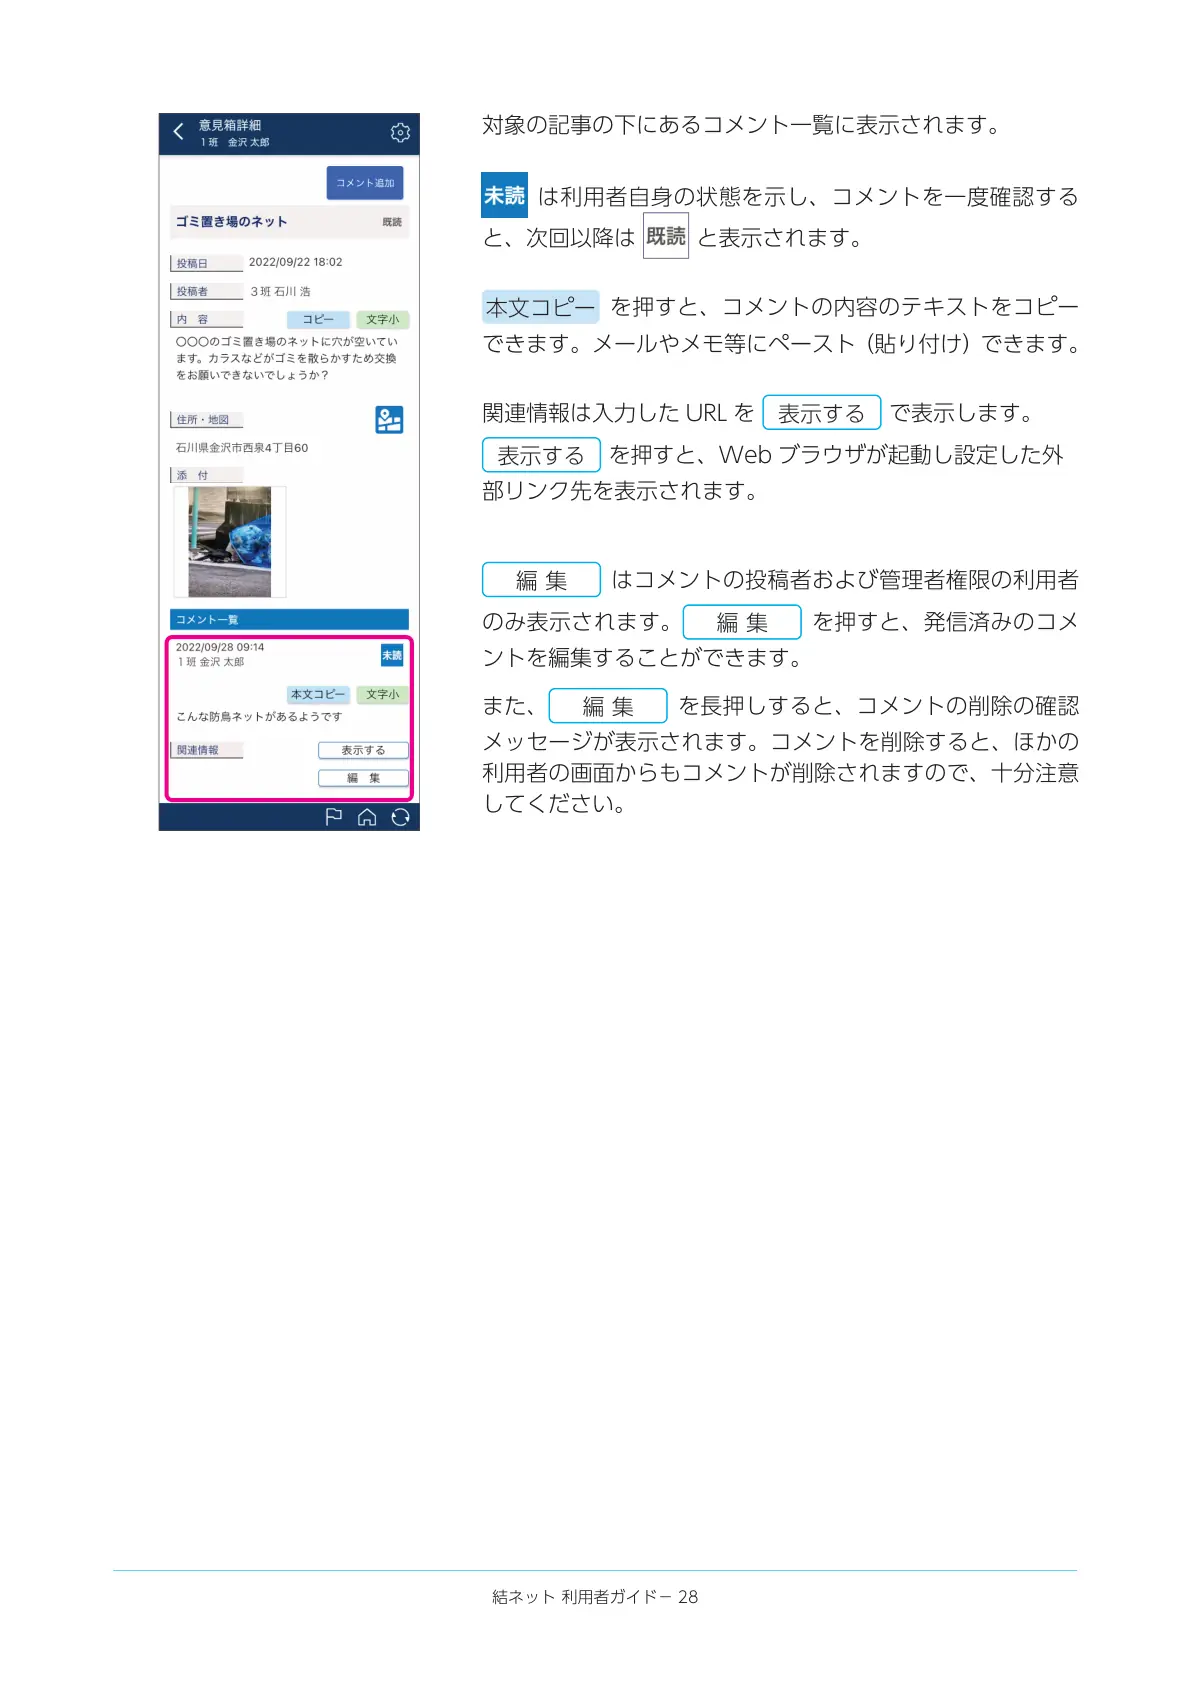 意見箱詳細
1班 金沢 太郎
コメント追加
ゴミ置き場のネット 既読
投稿日 2022/09/22 18:02
投稿者 3班 石川 浩
内 容 コピー 文字小
〇〇〇のゴミ置き場のネットに穴が空いてい
ます。カラスなどがゴミを散らかすため交換
をお願いできないでしょうか？
住所・地図
石川県金沢市西泉4丁目60
添 付
コメント一覧
2022/09/28 09:14
1班 金沢 太郎
未読
本文コピー 文字小
こんな防鳥ネットがあるようです
関連情報 表示する
編 集
対象の記事の下にあるコメント一覧に表示されます。
未読 は利用者自身の状態を示し、コメントを一度確認する
と、次回以降は 既読 と表示されます。
本文コピー を押すと、コメントの内容のテキストをコピー
できます。メールやメモ等にペースト（貼り付け）できます。
関連情報は入力した URL を 表示する で表示します。
表示する を押すと、Web ブラウザが起動し設定した外
部リンク先を表示されます。
編 集 はコメントの投稿者および管理者権限の利用者
のみ表示されます。 編 集 を押すと、発信済みのコメ
ントを編集することができます。
また、 編 集 を長押しすると、コメントの削除の確認
メッセージが表示されます。コメントを削除すると、ほかの
利用者の画面からもコメントが削除されますので、十分注意
してください。
結ネット 利用者ガイド− 28